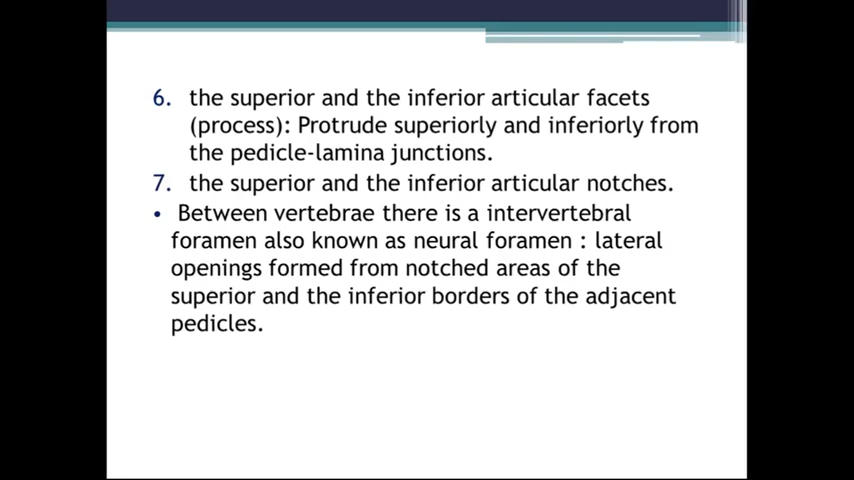 6. the superior and the inferior articular facets
(process): Protrude superiorly and inferiorly from
the pedicle-lamina junctions.
7. the superior and the inferior articular notches.
• Between vertebrae there is a intervertebral
foramen also known as neural foramen : lateral
openings formed from notched areas of the
superior and the inferior borders of the adjacent
pedicles.